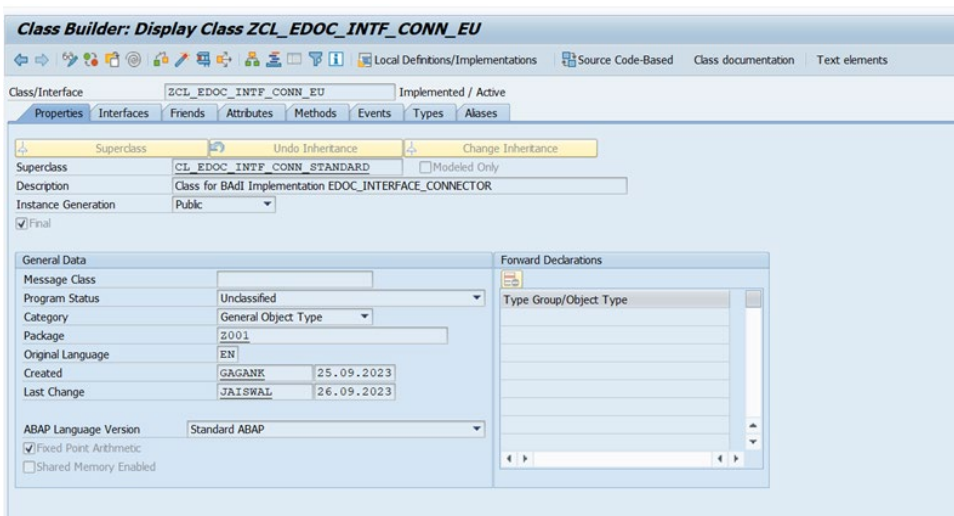 Class Builder: Display Class ZCL_EDOC_INTF_CONN_EU
Local Definitions/Implementations Source Code-Based Class documentation Text elements
Class/Interface ZCL_EDOC_INTF_CONN_EU Implemented / Active
Properties Interfaces Friends Attributes Methods Events Types Aliases
Superclass Undo Inheritance Change Inheritance
Superclass CL_EDOC_INTF_CONN_STANDARD Modeled Only
Description Class for BAdI Implementation EDOC_INTERFACE_CONNECTOR
Instance Generation Public
Final
General Data Forward Declarations
Message Class
Program Status Unclassified Type Group/Object Type
Category General Object Type
Package Z001
Original Language EN
Created GAGANK 25.09.2023
Last Change JAISWAL 26.09.2023
ABAP Language Version Standard ABAP
Fixed Point Arithmetic
Shared Memory Enabled